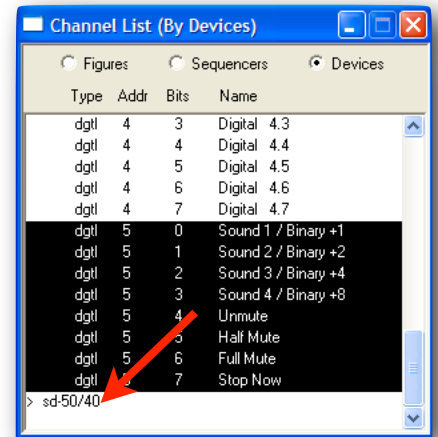 Channel List (By Devices)
Figures Sequencers Devices
Type Addr Bits Name
dgtl 4 3 Digital 4.3
dgtl 4 4 Digital 4.4
dgtl 4 5 Digital 4.5
dgtl 4 6 Digital 4.6
dgtl 4 7 Digital 4.7
dgtl 5 0 Sound 1 / Binary +1
dgtl 5 1 Sound 2 / Binary +2
dgtl 5 2 Sound 3 / Binary +4
dgtl 5 3 Sound 4 / Binary +8
dgtl 5 4 Unmute
dgtl 5 5 Half Mute
dgtl 5 6 Full Mute
dgtl 5 7 Stop Now
> sd-50/40